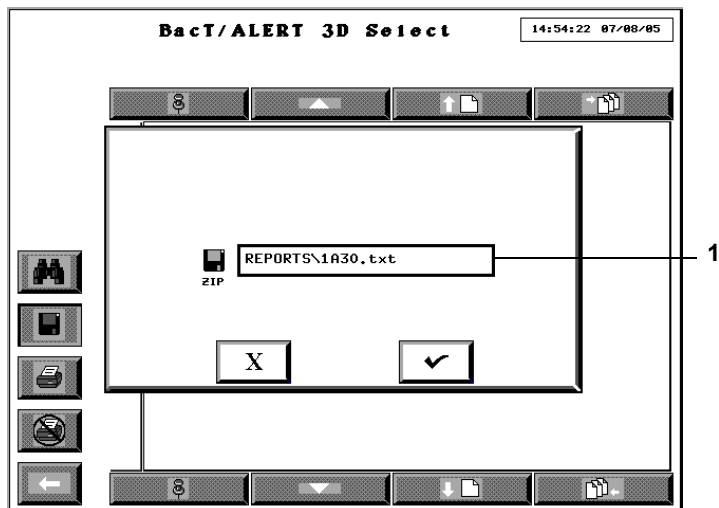 BacT/ALERT 3D Select
14:54:22 07/08/05
REPORTS\1A30.txt
1
ZIP
X